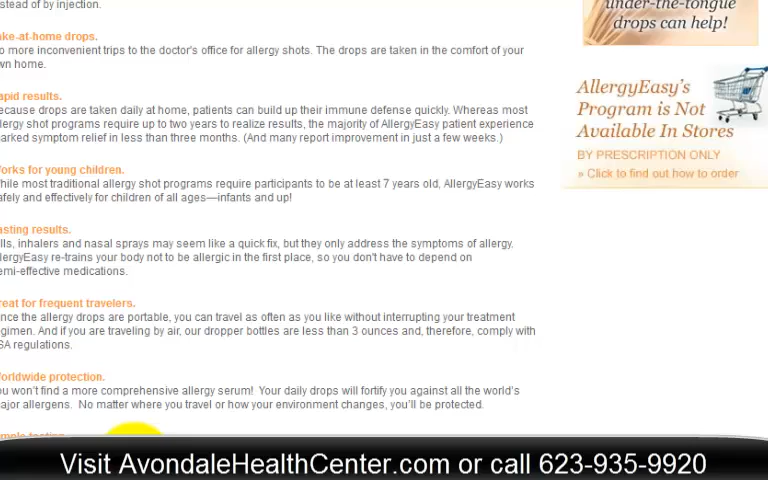 stead of by injection.
ake-at-home drops.
o more inconvenient trips to the doctor's office for allergy shots. The drops are taken in the comfort of your
wn home.
apid results.
ecause drops are taken daily at home, patients can build up their immune defense quickly. Whereas most
llergy shot programs require up to two years to realize results, the majority of AllergyEasy patient experience
arked symptom relief in less than three months. (And many report improvement in just a few weeks.)
orks for young children.
hile most traditional allergy shot programs require participants to be at least 7 years old, AllergyEasy works
afely and effectively for children of all ages—infants and up!
asting results.
lls, inhalers and nasal sprays may seem like a quick fix, but they only address the symptoms of allergy.
llergyEasy re-trains your body not to be allergic in the first place, so you don't have to depend on
emi-effective medications.
reat for frequent travelers.
nce the allergy drops are portable, you can travel as often as you like without interrupting your treatment
gimen. And if you are traveling by air, our dropper bottles are less than 3 ounces and, therefore, comply with
SA regulations.
orldwide protection.
ou won't find a more comprehensive allergy serum! Your daily drops will fortify you against all the world's
ajor allergens. No matter where you travel or how your environment changes, you'll be protected.
under-the-tongue
drops can help!
AllergyEasy's
Program is Not
Available In Stores
BY PRESCRIPTION ONLY
» Click to find out how to order
Visit AvondaleHealthCenter.com or call 623-935-9920